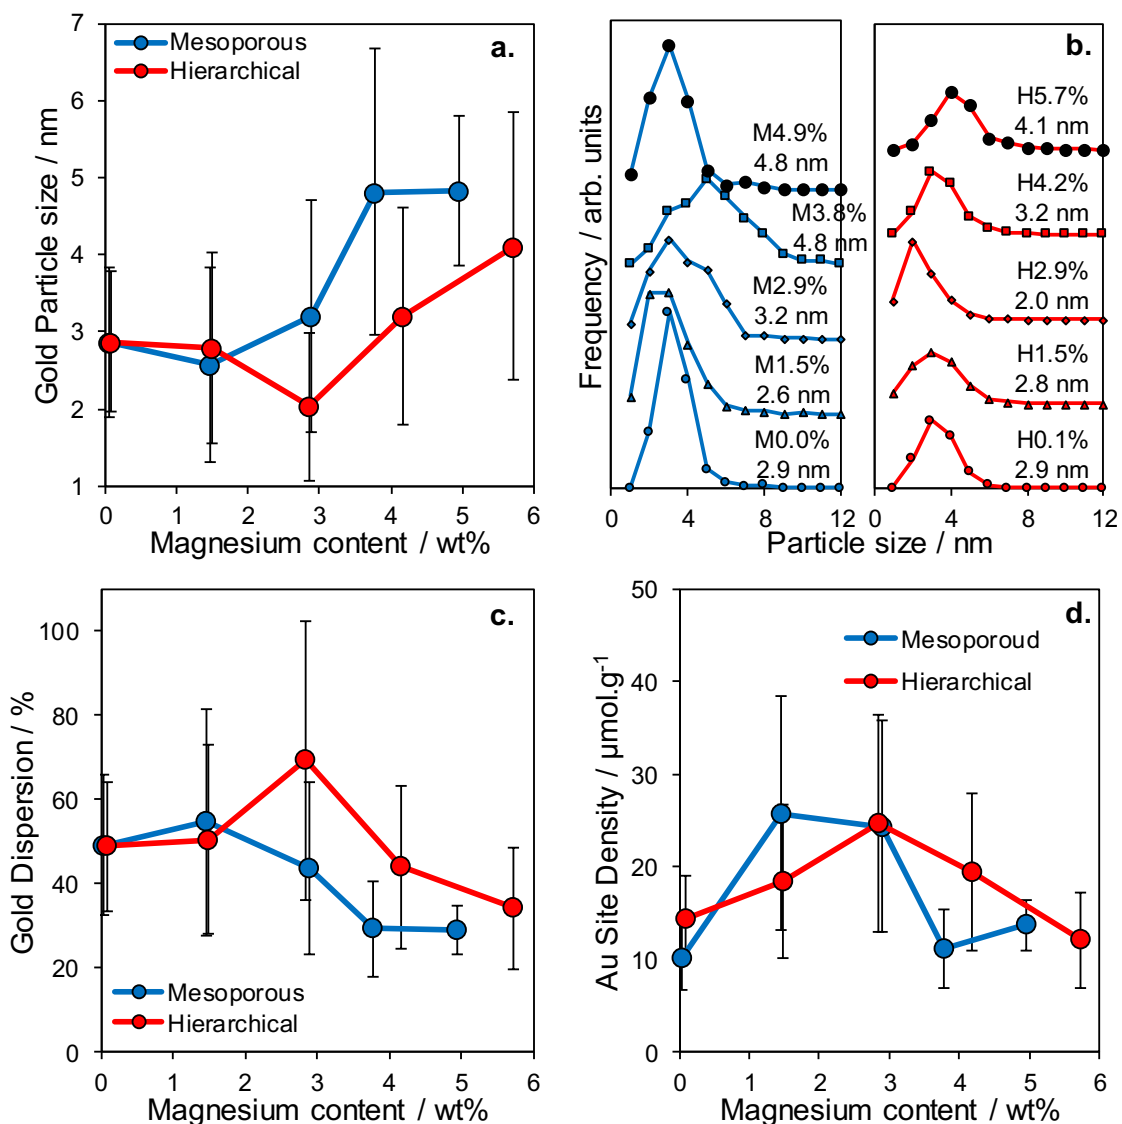 7
6
5
4
3
2
1
Gold Particle size / nm
Mesoporous
Hierarchical
a.
0 1 2 3 4 5 6
Magnesium content / wt%
Frequency / arb. units
M4.9%
4.8 nm
M3.8%
4.8 nm
M2.9%
3.2 nm
M1.5%
2.6 nm
M0.0%
2.9 nm
0 4 8 12
b.
H5.7%
4.1 nm
H4.2%
3.2 nm
H2.9%
2.0 nm
H1.5%
2.8 nm
H0.1%
2.9 nm
0 4 8 12
Particle size / nm
c.
100
80
60
40
20
0
Gold Dispersion / %
Mesoporous
Hierarchical
0 1 2 3 4 5 6
Magnesium content / wt%
d.
50
40
30
20
10
0
Au Site Density / μmol.g-1
Mesoporoud
Hierarchical
0 1 2 3 4 5 6
Magnesium content / wt%